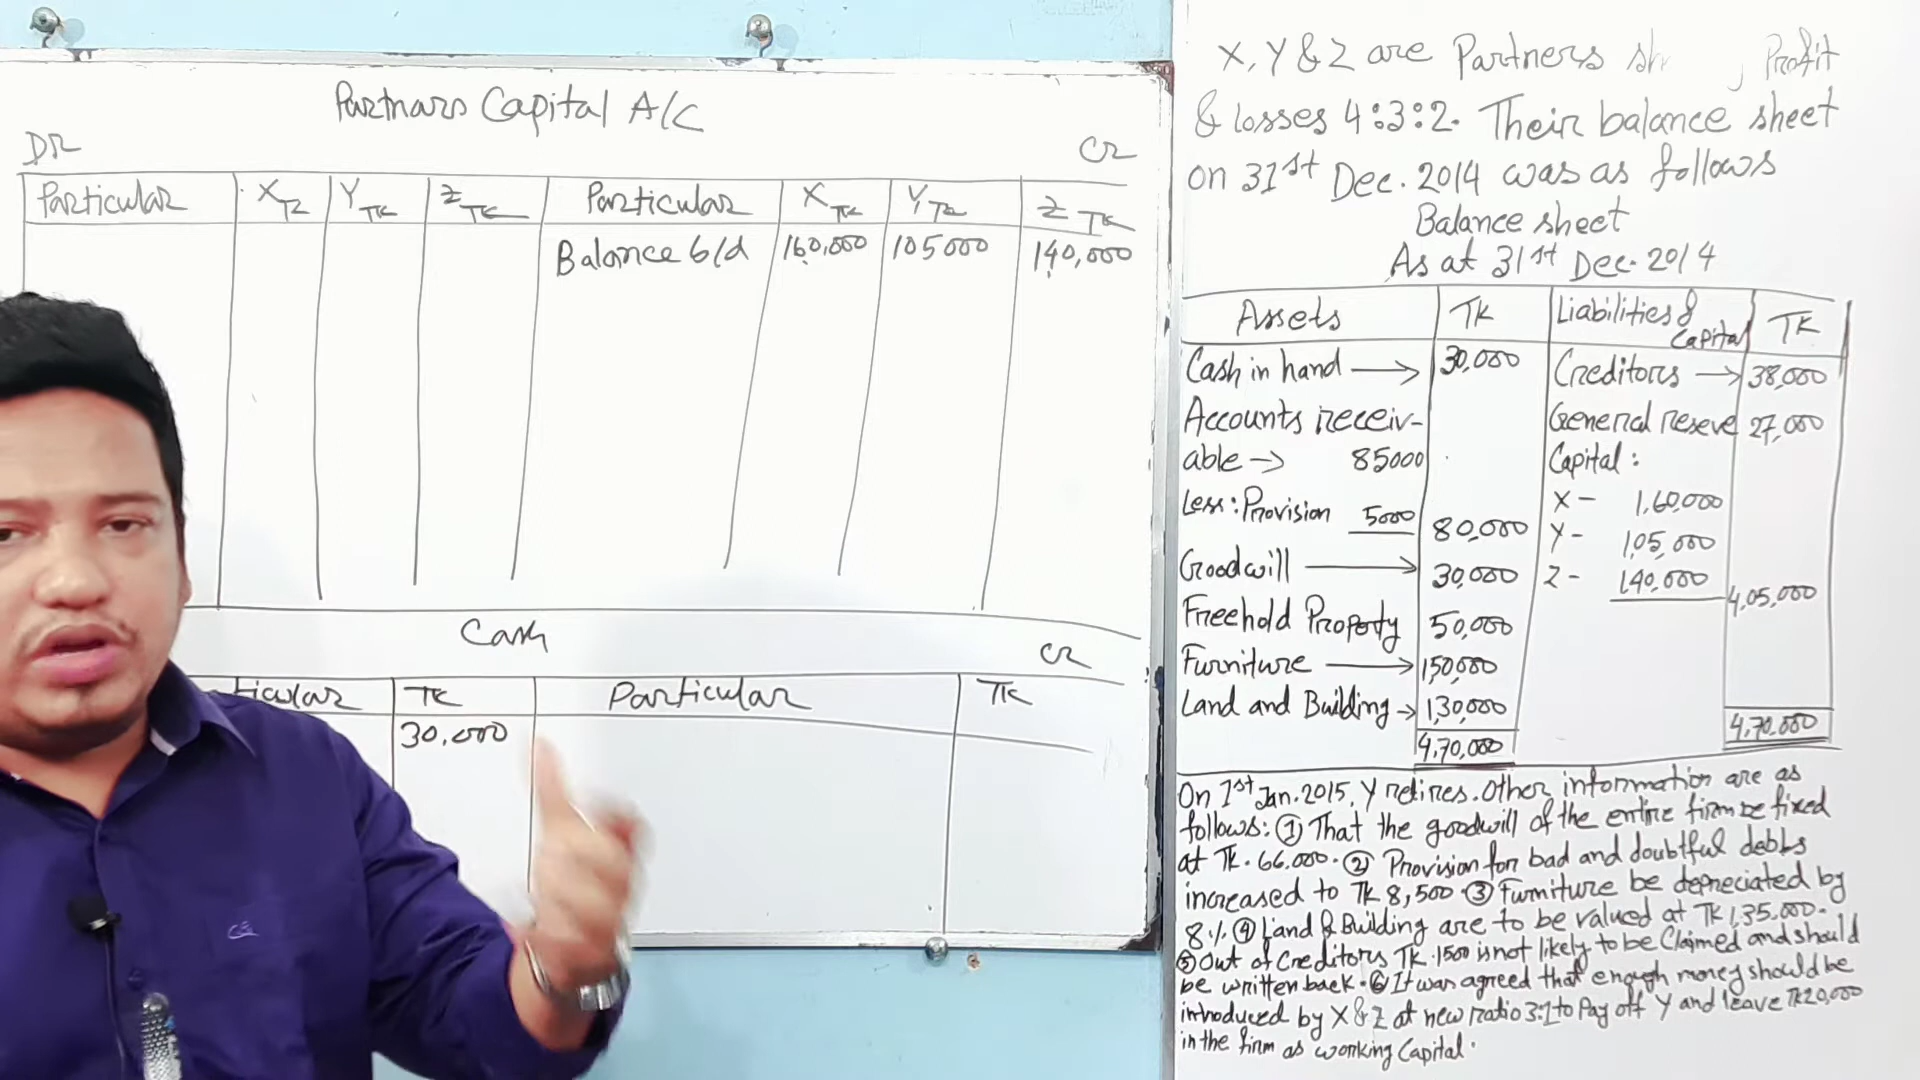 Partnars Capital A/C
DR CR
Particular X TK Y TK Z TK Particular X TK Y TK Z TK
Balance b/d 160,000 105000 140,000
Cash
CR
ticular TK Particular TK
30,000
X, Y & Z are Partners sh Profit
& losses 4:3:2. Their balance sheet
on 31st Dec. 2014 was as follows
Balance sheet
As at 31st Dec. 2014
Assets TK Liabilities & Capital TK
Cash in hand → 30,000 Creditors → 38,000
Accounts receiv- General reseve 27,000
able → 85000 Capital:
Less: Provision 5000 80,000 X - 1,60,000
Y - 1,05,000
Goodwill → 30,000 Z - 140,000 4,05,000
Freehold Property 50,000
Furniture → 1,50,000
Land and Building → 1,30,000
4,70,000 4,70,000
On 1st Jan. 2015, Y retires. Other information are as
follows: ① That the goodwill of the entire firm be fixed
at TK. 66.000. ② Provision for bad and doubtful debts
increased to TK 8,500 ③ Furniture be depreciated by
8%. ④ Land & Building are to be valued at TK 1,35.000.
⑤ Out of Creditors TK. 1500 is not likely to be Claimed and should
be written back. ⑥ It was agreed that enough money should be
introduced by X & Z at new ratio 3:1 to Pay off Y and leave TK 20,000
in the firm as working Capital.